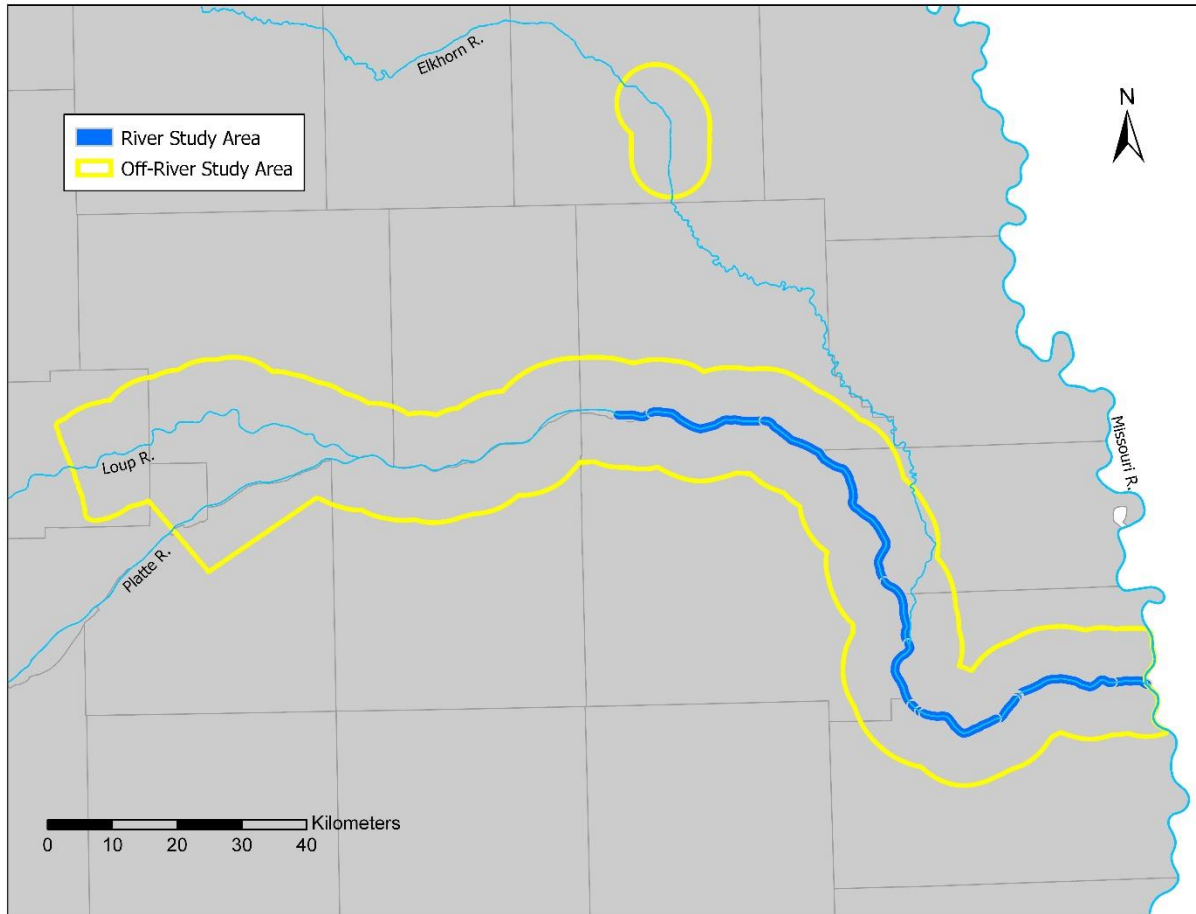 Elkhorn R.
N
River Study Area
Off-River Study Area
Missouri R.
Loup R.
Platte R.
Kilometers
0 10 20 30 40